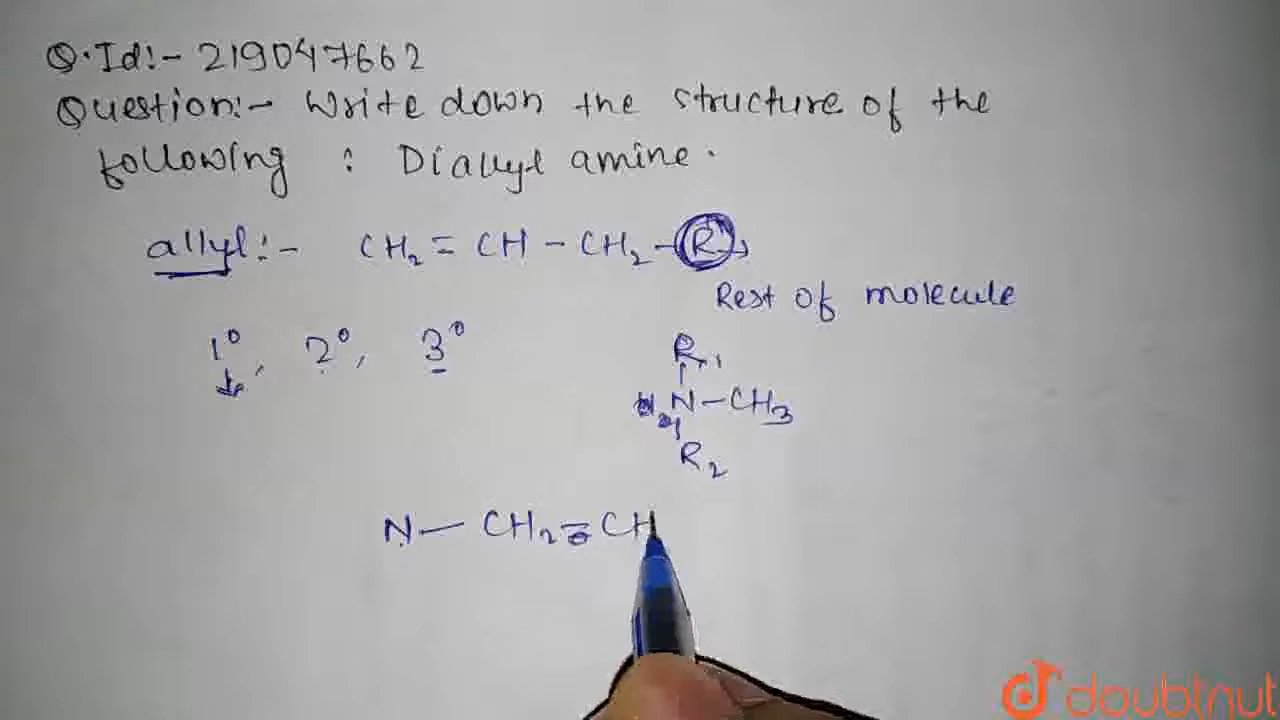 Q.Id:- 219047662
Question:- Write down the structure of the
following : Diallyl amine.
allyl:- CH₂=CH-CH₂-R
Rest of molecule
1°, 2°, 3°
R₁
N-CH₃
R₂
N-CH₂=CH
doubtnut